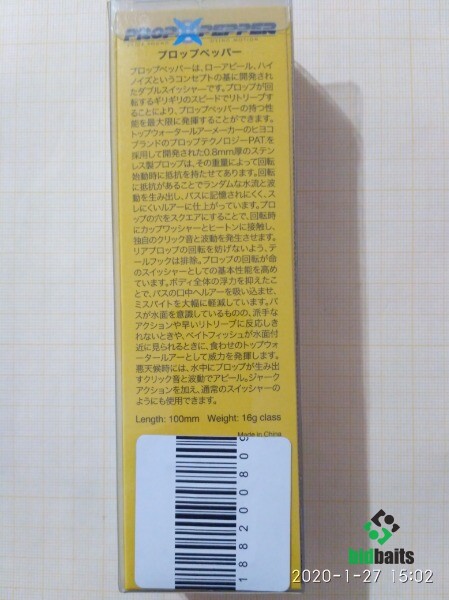 PROP PEPPER
プロップペッパー
プロップペッパーは、ローアピール、ハイ
ノイズというコンセプトの基に開発され
たダブルスイッシャーです。プロップが回
転するギリギリのスピードでリトリーブす
ることにより、プロップペッパーの持つ性
能を最大限に発揮することができます。
トップウォータールアーメーカーのヒヨコ
ブランドのプロップテクノロジーPATを
採用して開発された0.8mm厚のステン
レス製プロップは、その重量によって回転
始動時に抵抗を持たせてあります。回転
に抵抗があることでランダムな水流と波
動を生み出し、バスに記憶されにくく、ス
レにくいルアーに仕上がっています。プロッ
プの穴をスクエアにすることで、回転時
にカップワッシャーとヒートンに接触し、
独自のクリック音と波動を発生させます。
リアプロップの回転を妨げないよう、テ
ールフックは排除。プロップの回転が命
のスイッシャーとしての基本性能を高め
ています。ボディ全体の浮力を抑えたこ
とで、バスの口中へルアーを吸い込ませ、
ミスバイトを大幅に軽減しています。バ
スが水面を意識しているものの、派手な
アクションや早いリトリーブに反応しき
れないときや、ベイトフィッシュが水面付
近に見られるときに、食わせのトップウォ
ータールアーとして威力を発揮します。
悪天候時には、水中にプロップが生み出
すクリック音と波動でアピール。ジャーク
アクションを加え、通常のスイッシャーの
ようにも使用できます。
Length: 100mm Weight: 16g class
Made in China
18820809
bidbaits
2020-1-27 15:02